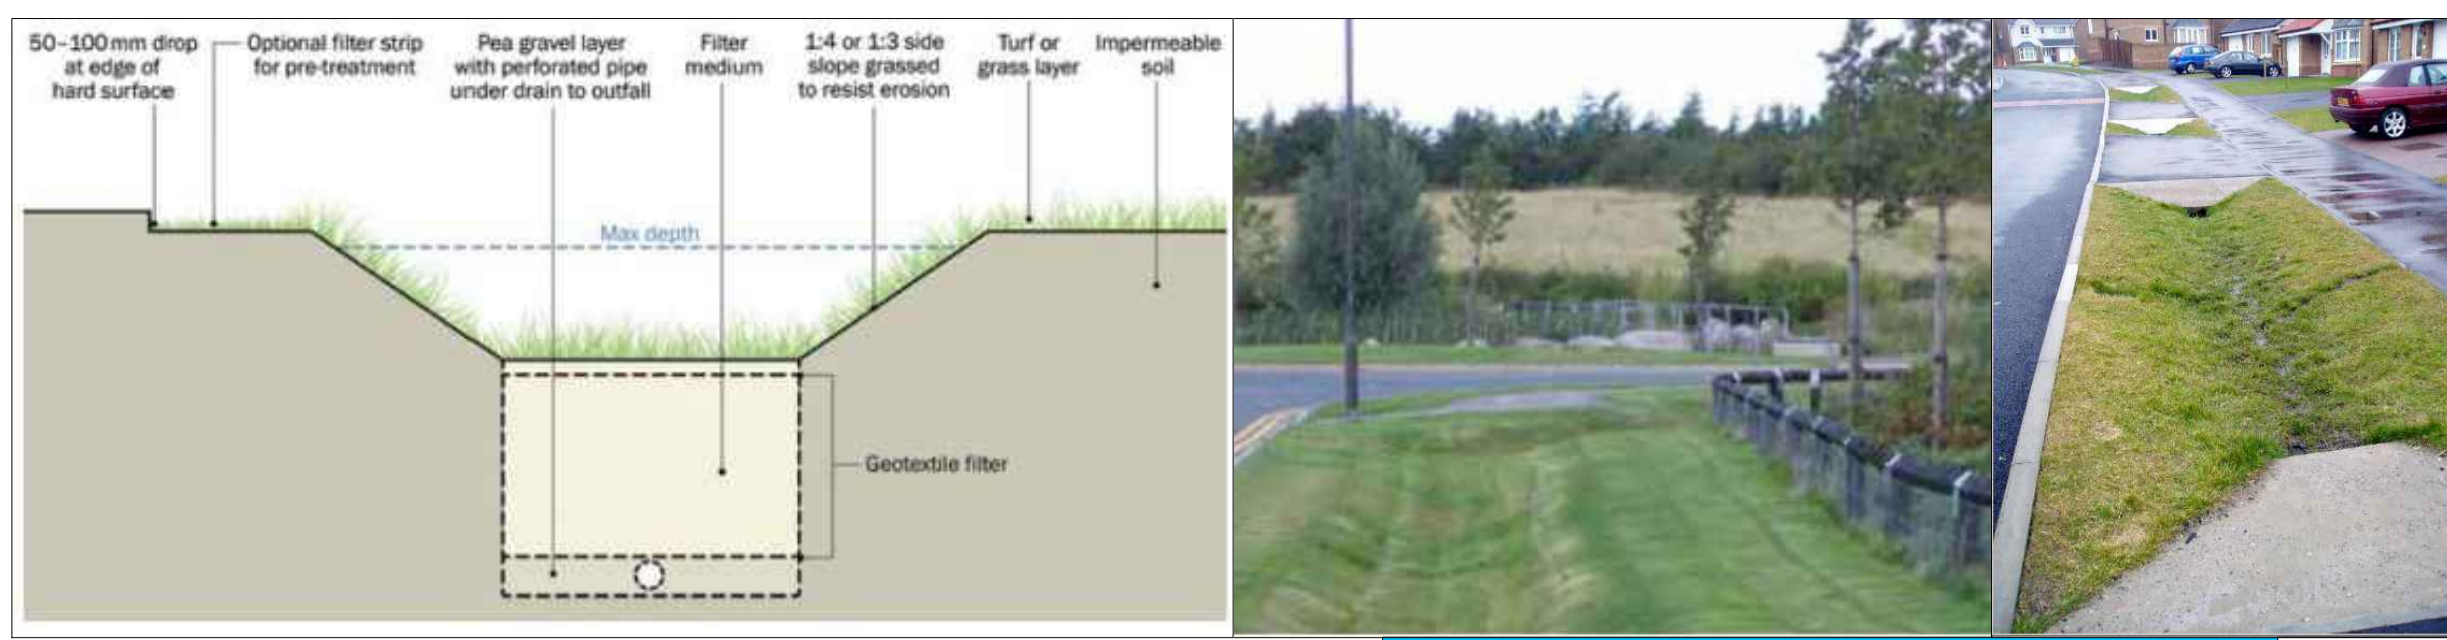 50–100mm drop
at edge of
hard surface
Optional filter strip
for pre-treatment
Pea gravel layer
with perforated pipe
under drain to outfall
Filter
medium
1:4 or 1:3 side
slope grassed
to resist erosion
Turf or
grass layer
Impermeable
soil
Max depth
Geotextile filter